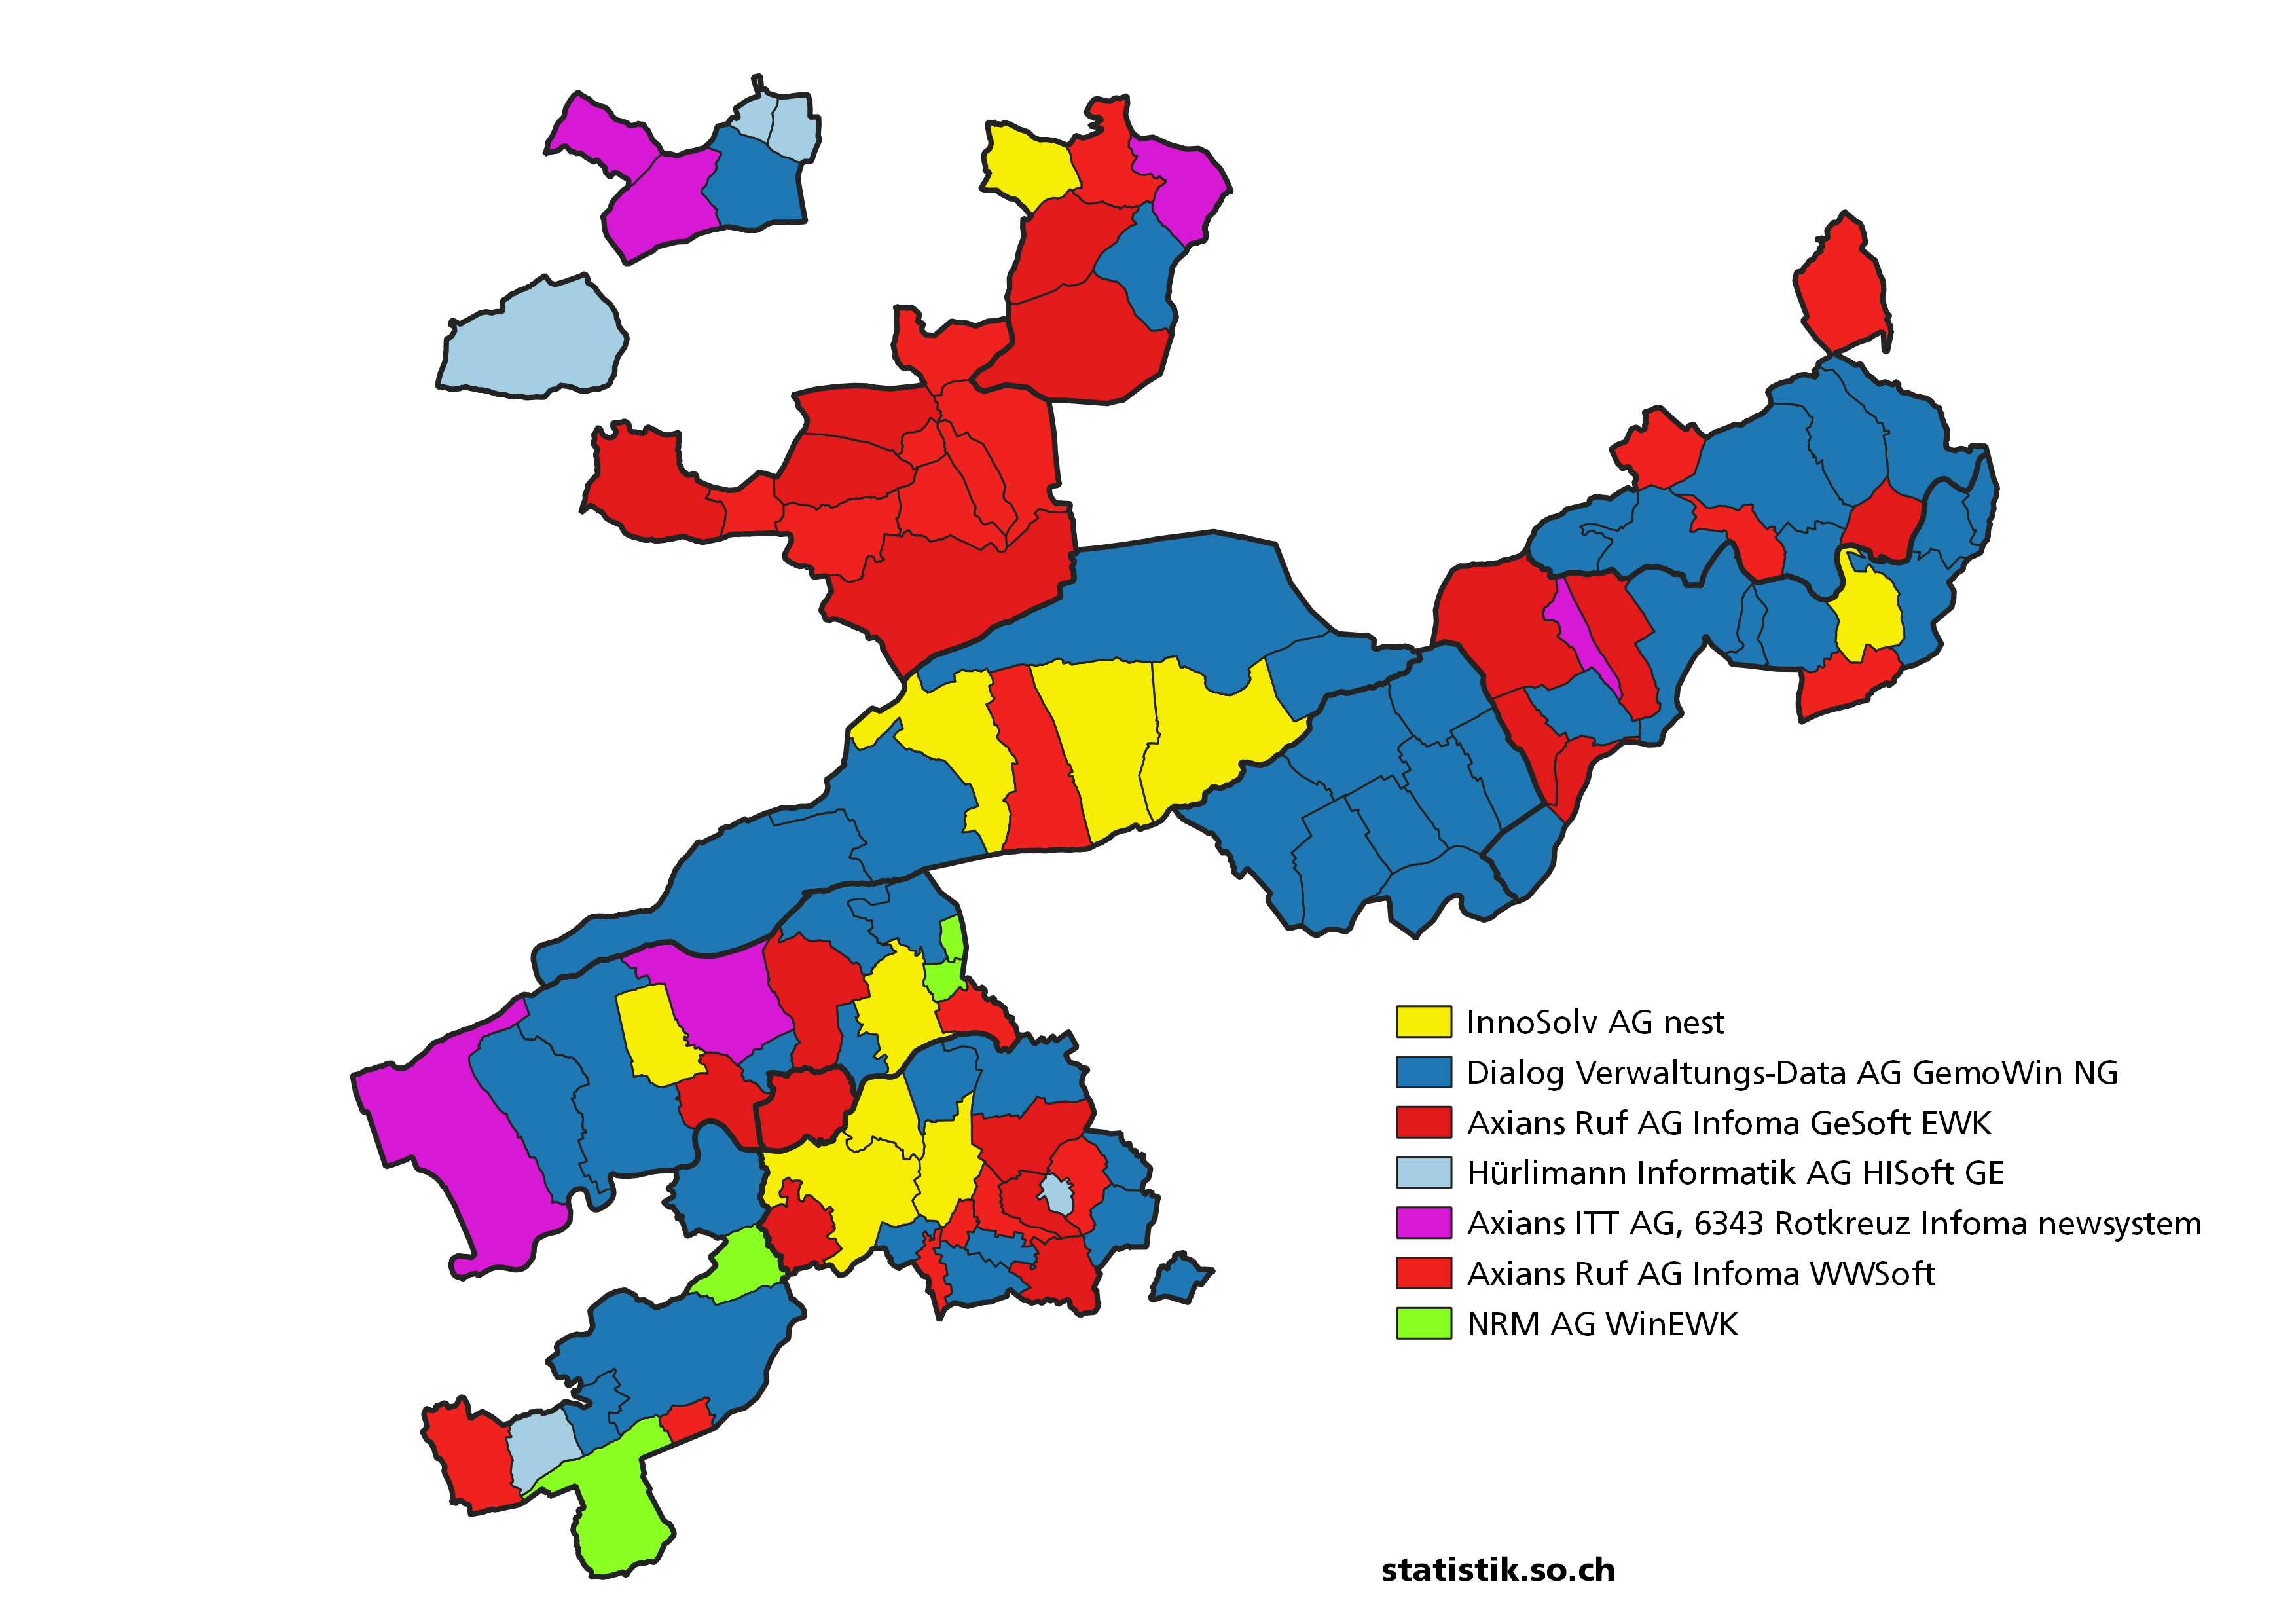 InnoSolv AG nest
Dialog Verwaltungs-Data AG GemoWin NG
Axians Ruf AG Infoma GeSoft EWK
Hürlimann Informatik AG HISoft GE
Axians ITT AG, 6343 Rotkreuz Infoma newsystem
Axians Ruf AG Infoma WWSoft
NRM AG WinEWK
statistik.so.ch